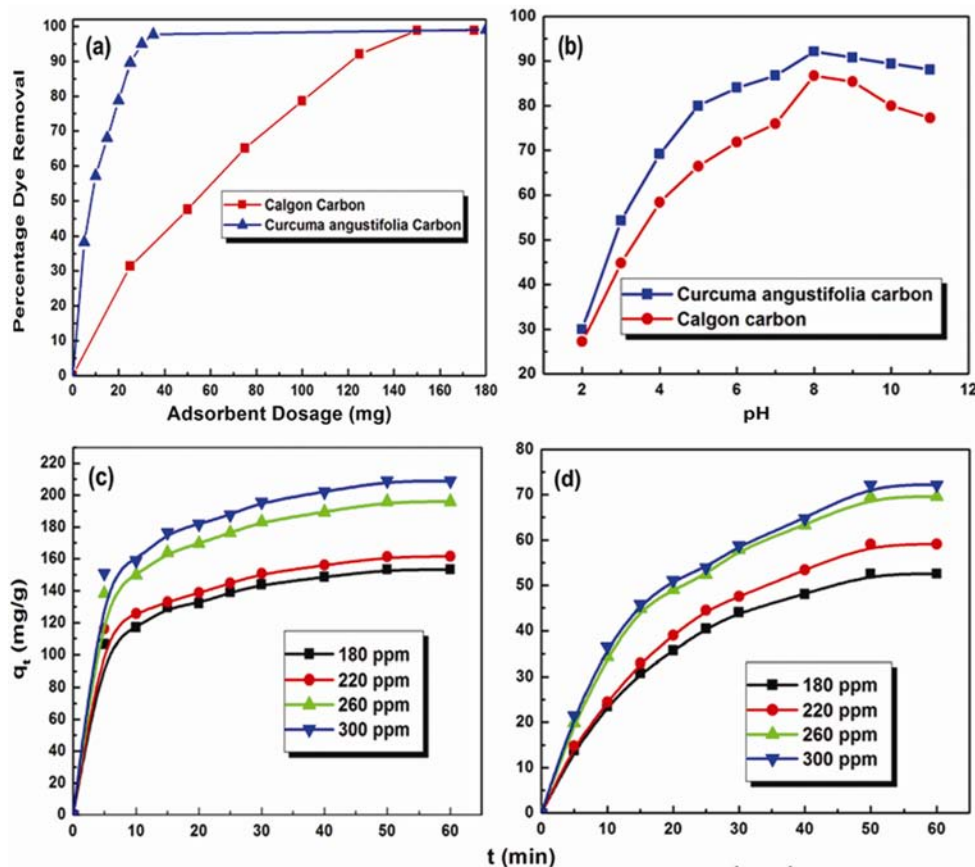 (a)
Percentage Dye Removal
100
90
80
70
60
50
40
30
20
10
0
Calgon Carbon
Curcuma angustifolia Carbon
0 20 40 60 80 100 120 140 160 180
Adsorbent Dosage (mg)
(b)
100
90
80
70
60
50
40
30
20
Curcuma angustifolia carbon
Calgon carbon
2 4 6 8 10 12
pH
(c)
qt (mg/g)
220
200
180
160
140
120
100
80
60
40
20
0
180 ppm
220 ppm
260 ppm
300 ppm
0 10 20 30 40 50 60
(d)
80
70
60
50
40
30
20
10
0
180 ppm
220 ppm
260 ppm
300 ppm
0 10 20 30 40 50 60
t (min)